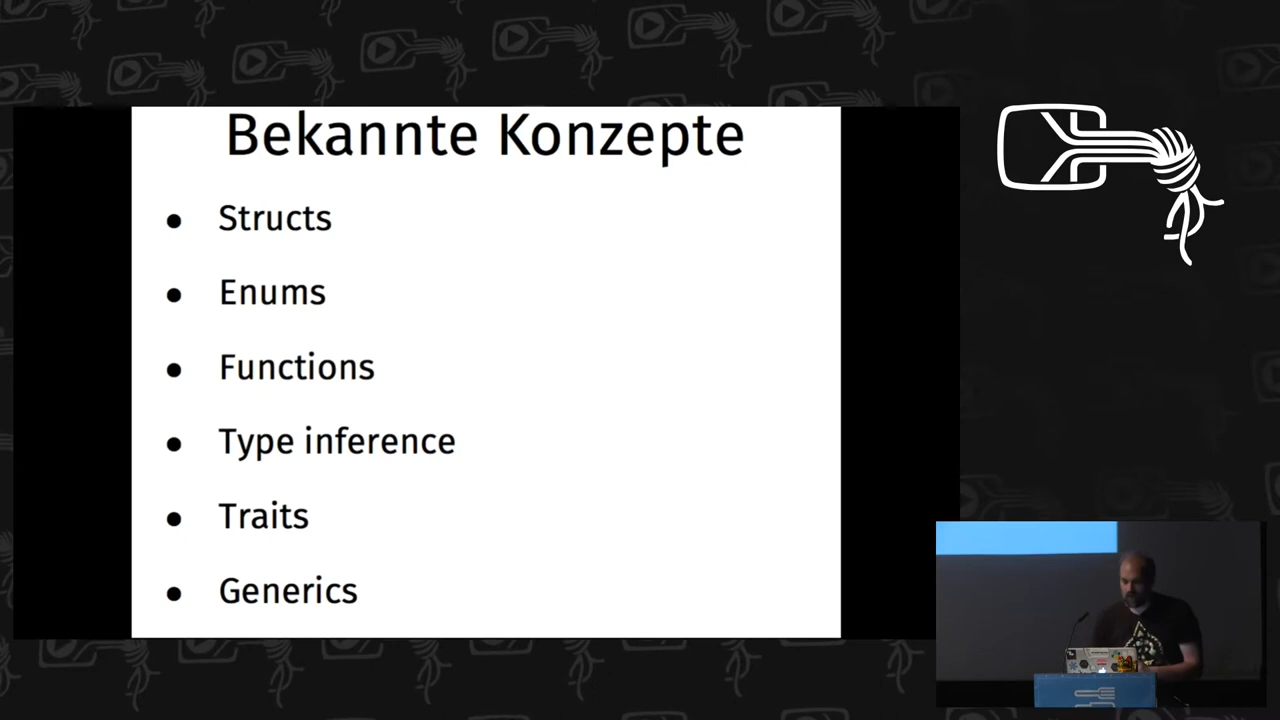 Bekannte Konzepte
Structs
Enums
Functions
Type inference
Traits
Generics